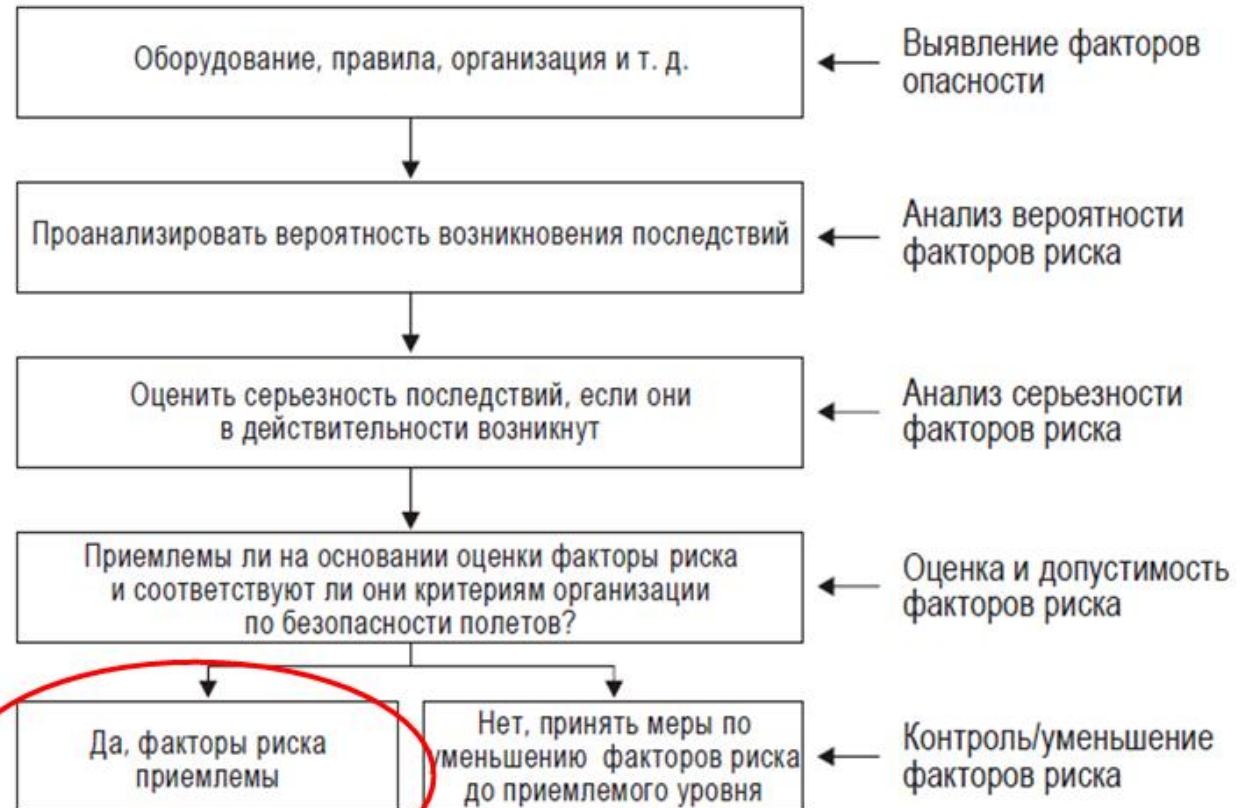 Оборудование, правила, организация и т. д.
Выявление факторов
опасности
Проанализировать вероятность возникновения последствий
Анализ вероятности
факторов риска
Оценить серьезность последствий, если они
в действительности возникнут
Анализ серьезности
факторов риска
Приемлемы ли на основании оценки факторы риска
и соответствуют ли они критериям организации
по безопасности полетов?
Оценка и допустимость
факторов риска
Да, факторы риска
приемлемы
Нет, принять меры по
уменьшению факторов риска
до приемлемого уровня
Контроль/уменьшение
факторов риска